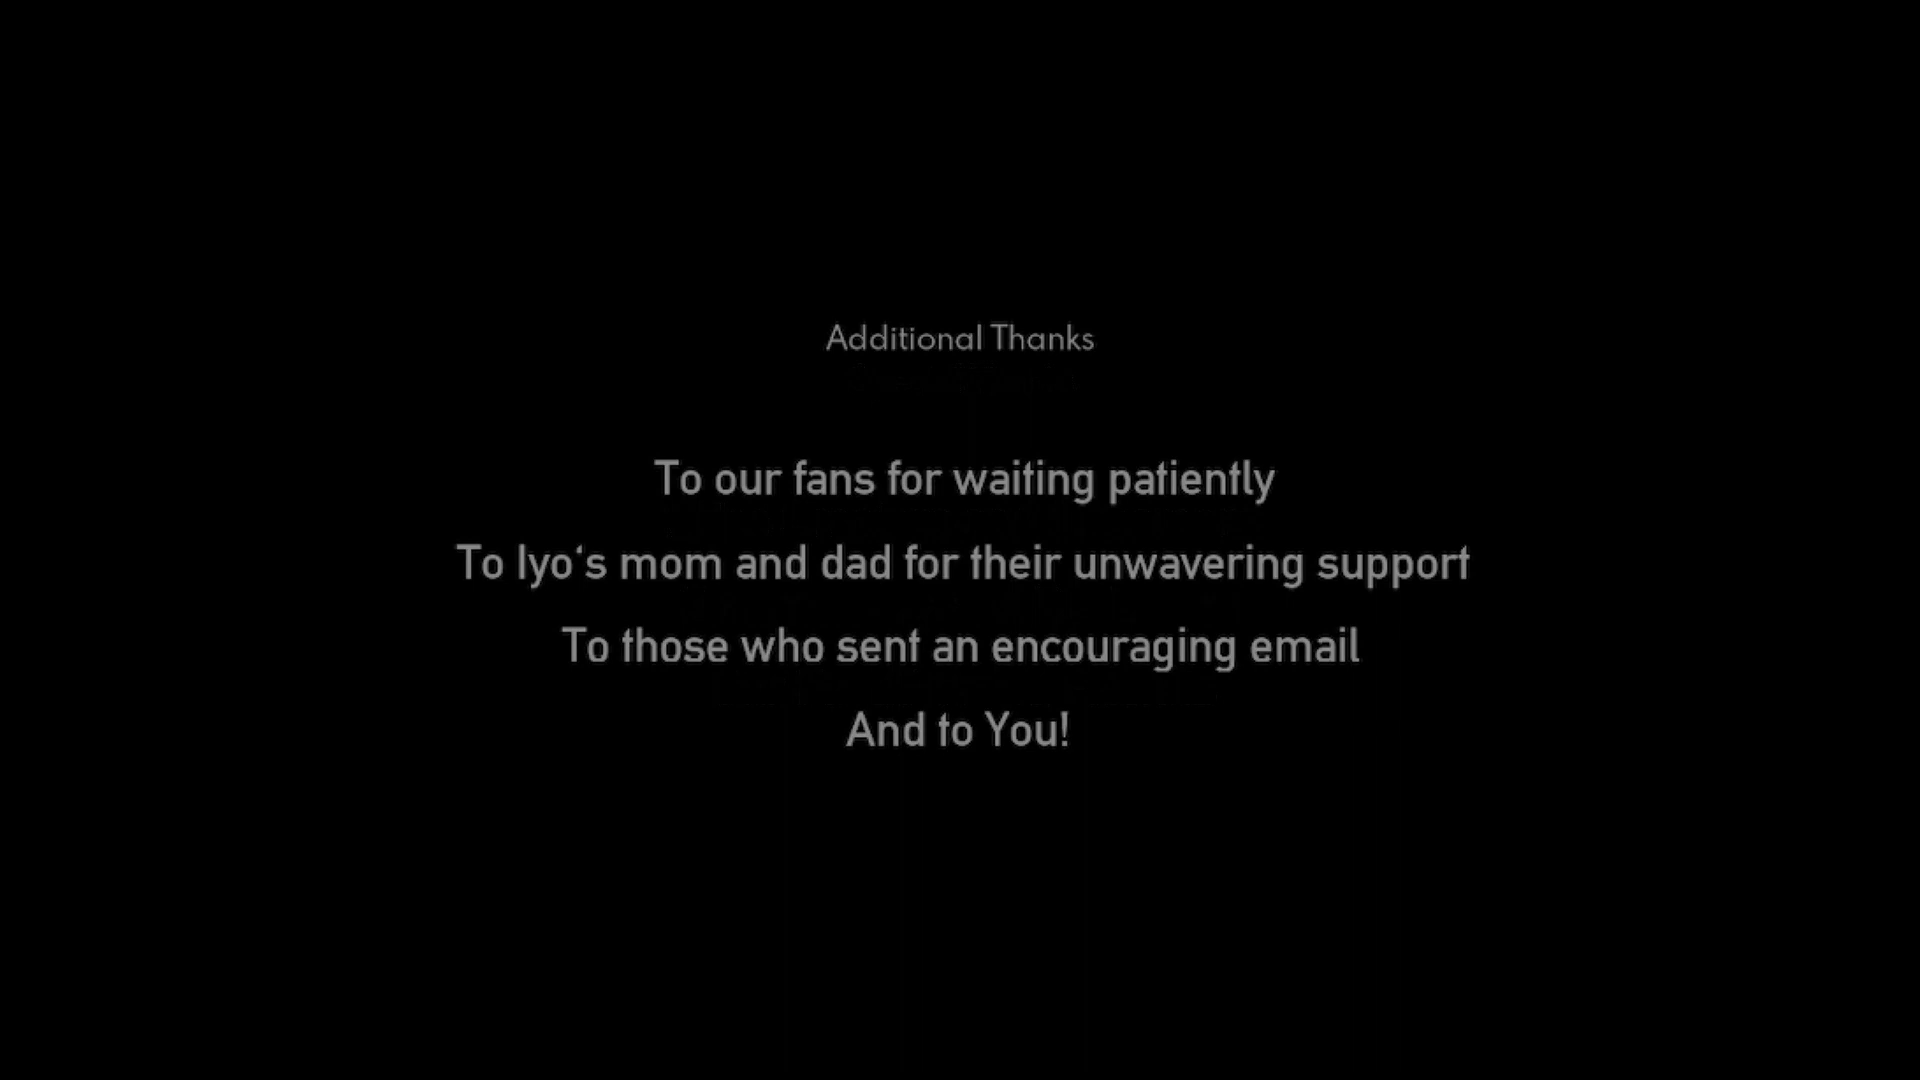 Additional Thanks
To our fans for waiting patiently
To Iyo‘s mom and dad for their unwavering support
To those who sent an encouraging email
And to You!